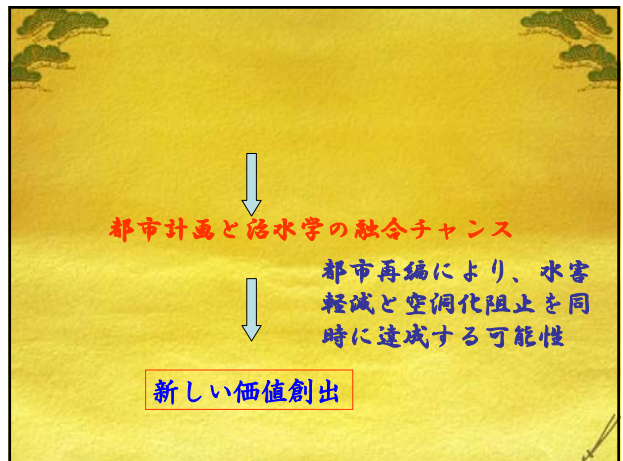 都市計画と治水学の融合チャンス
都市再編により、水害
軽減と空洞化阻止を同
時に達成する可能性
新しい価値創出